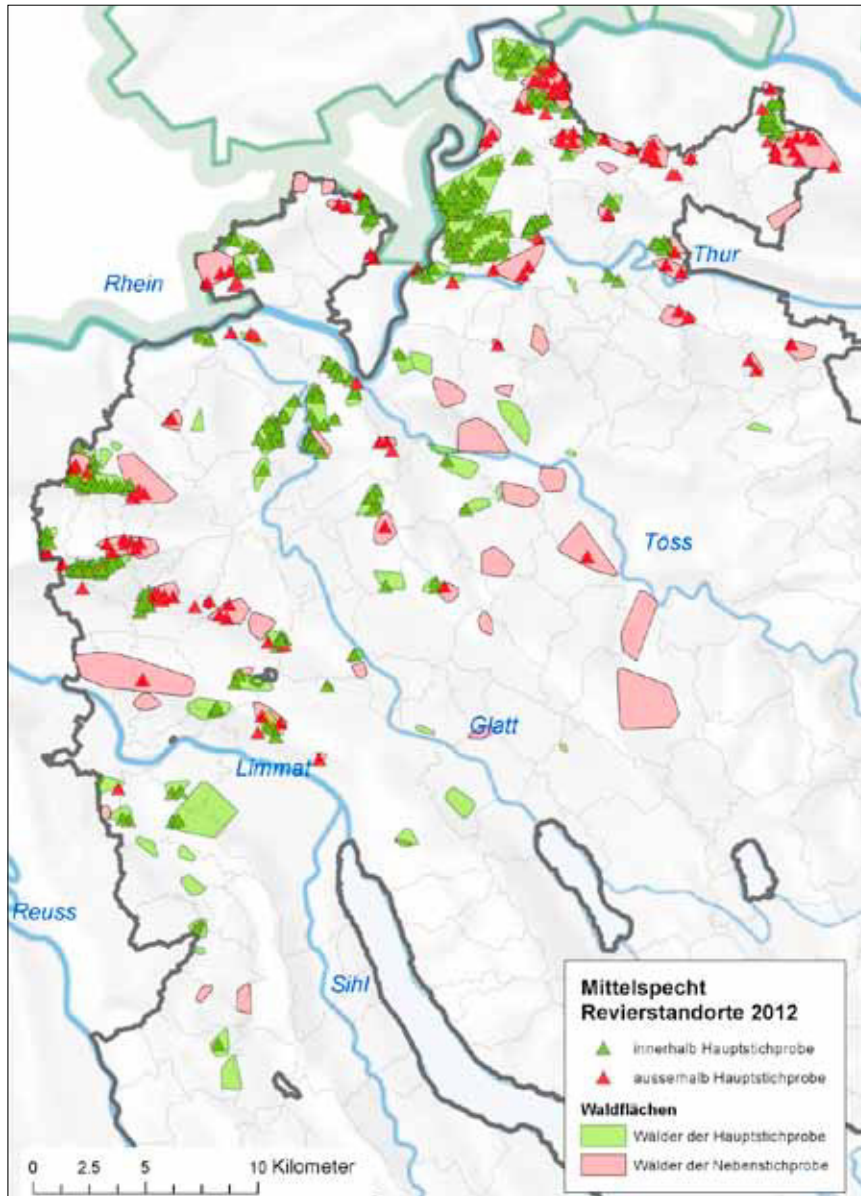 Thur
Rhein
Töss
Glatt
Limmat
Reuss
Sihl
Mittelspecht
Revierstandorte 2012
innerhalb Hauptstichprobe
ausserhalb Hauptstichprobe
Waldflächen
Wälder der Hauptstichprobe
Wälder der Nebenstichprobe
0 2.5 5 10 Kilometer